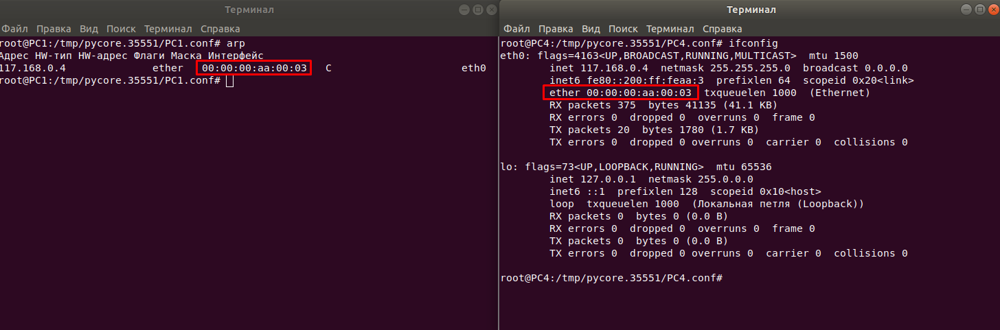 Терминал
Файл Правка Вид Поиск Терминал Справка
root@PC1:/tmp/pycore.35551/PC1.conf# arp
Адрес HW-тип HW-адрес Флаги Маска Интерфейс
117.168.0.4 ether 00:00:00:aa:00:03 C eth0
root@PC1:/tmp/pycore.35551/PC1.conf#
Терминал
Файл Правка Вид Поиск Терминал Справка
root@PC4:/tmp/pycore.35551/PC4.conf# ifconfig
eth0: flags=4163<UP,BROADCAST,RUNNING,MULTICAST> mtu 1500
inet 117.168.0.4 netmask 255.255.255.0 broadcast 0.0.0.0
inet6 fe80::200:ff:feaa:3 prefixlen 64 scopeid 0x20<link>
ether 00:00:00:aa:00:03 txqueuelen 1000 (Ethernet)
RX packets 375 bytes 41135 (41.1 KB)
RX errors 0 dropped 0 overruns 0 frame 0
TX packets 20 bytes 1780 (1.7 KB)
TX errors 0 dropped 0 overruns 0 carrier 0 collisions 0
lo: flags=73<UP,LOOPBACK,RUNNING> mtu 65536
inet 127.0.0.1 netmask 255.0.0.0
inet6 ::1 prefixlen 128 scopeid 0x10<host>
loop txqueuelen 1000 (Локальная петля (Loopback))
RX packets 0 bytes 0 (0.0 B)
RX errors 0 dropped 0 overruns 0 frame 0
TX packets 0 bytes 0 (0.0 B)
TX errors 0 dropped 0 overruns 0 carrier 0 collisions 0
root@PC4:/tmp/pycore.35551/PC4.conf#